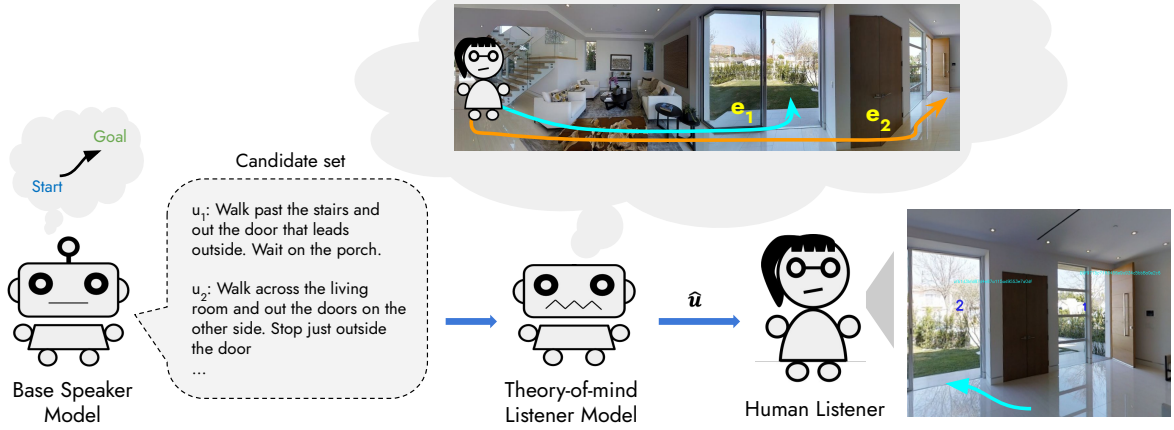 e1
e2
Goal
Start
Candidate set
u1: Walk past the stairs and
out the door that leads
outside. Wait on the porch.
u2: Walk across the living
room and out the doors on the
other side. Stop just outside
the door
...
û
2
1
Base Speaker
Model
Theory-of-mind
Listener Model
Human Listener